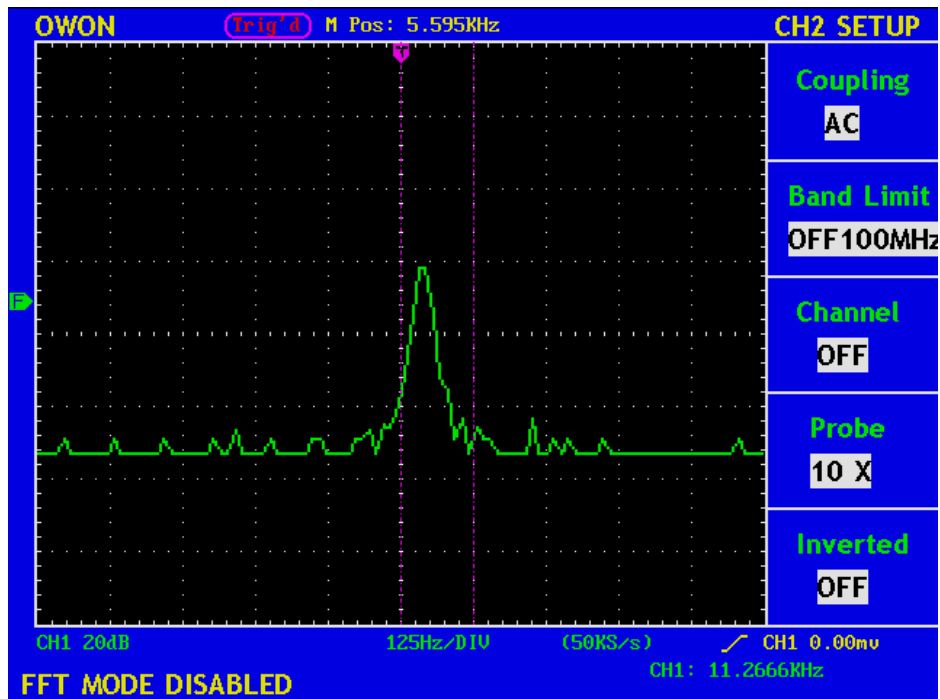 OWON Trig'd M Pos: 5.595KHz CH2 SETUP
T
Coupling
AC
Band Limit
OFF100MHz
F
Channel
OFF
Probe
10 X
Inverted
OFF
CH1 20dB 125Hz/DIV (50KS/s) CH1 0.00mv
CH1: 11.2666KHz
FFT MODE DISABLED